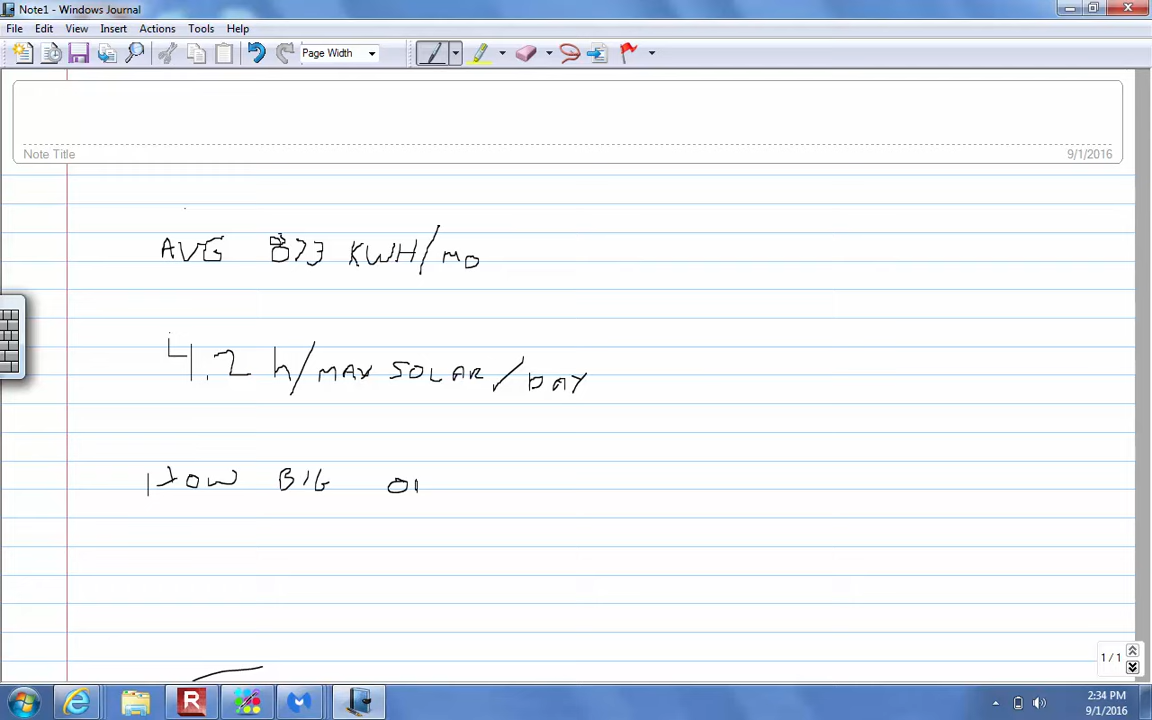 Note1 - Windows Journal
File Edit View Insert Actions Tools Help
Page Width
Note Title
9/1/2016
AVG 873 KWH/MO
4.2 h/MAX SOLAR/DAY
HOW BIG
1/1
2:34 PM
9/1/2016